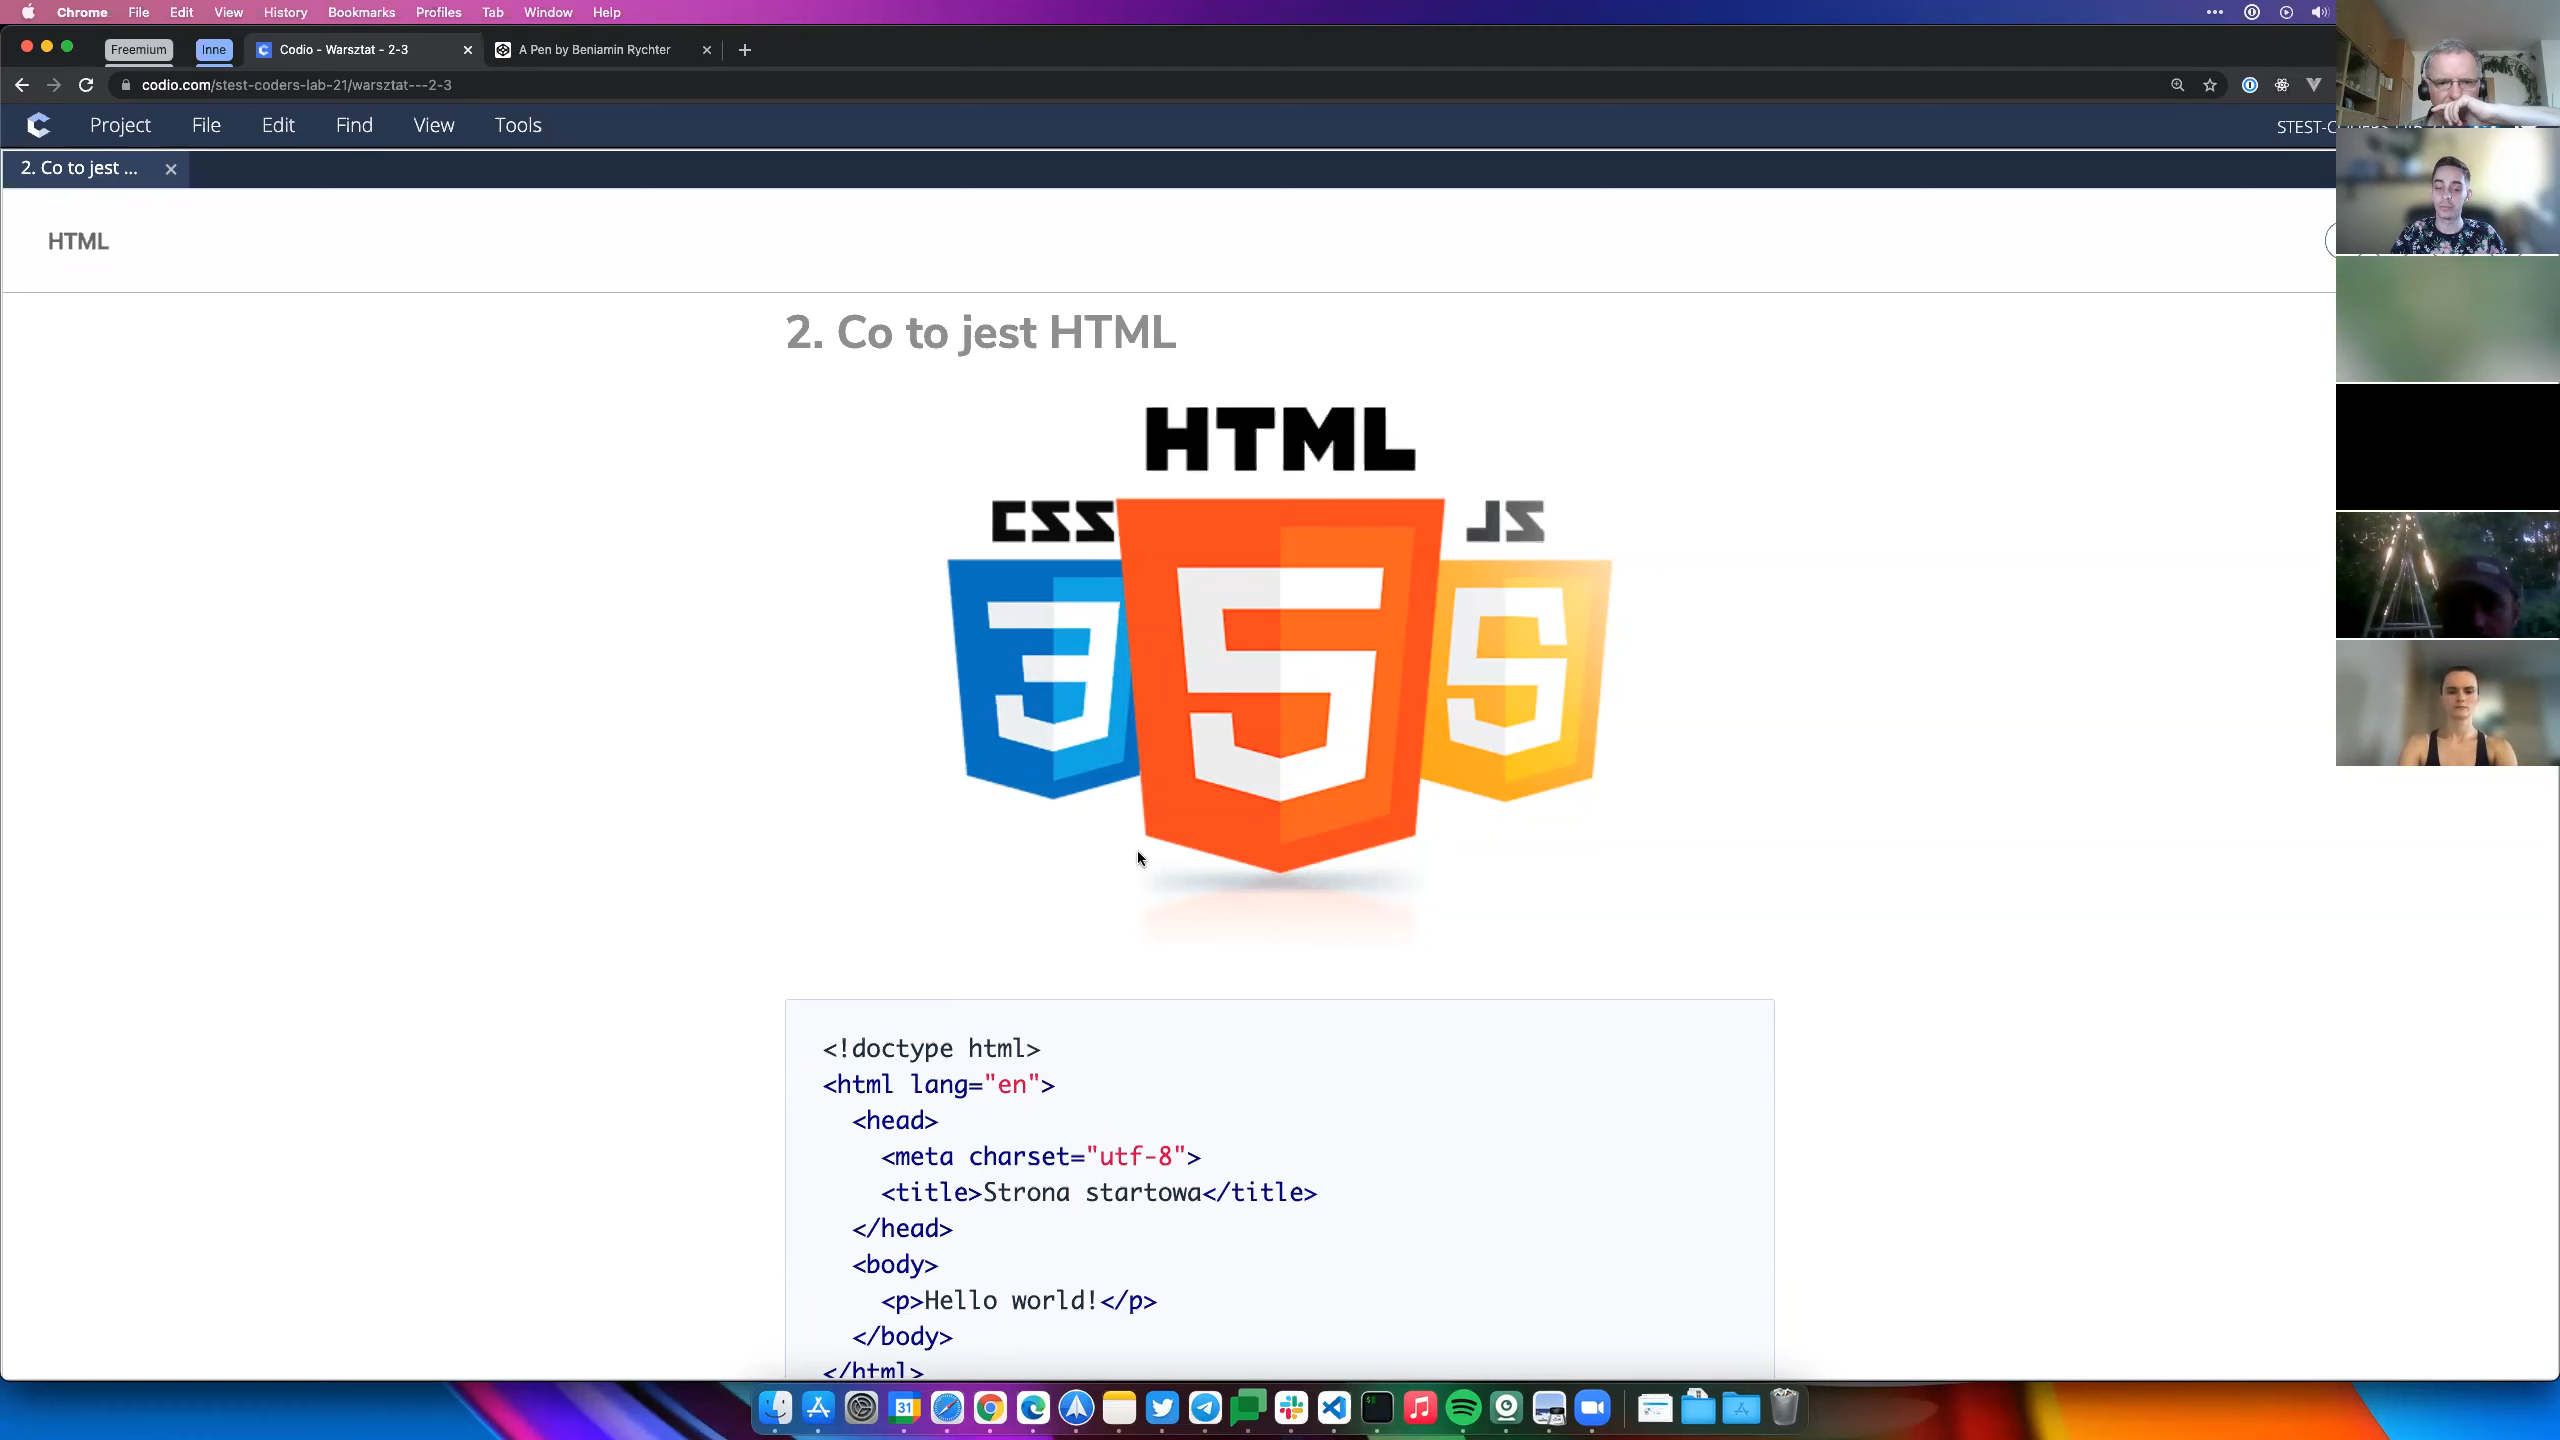 Chrome File Edit View History Bookmarks Profiles Tab Window Help
Freemium Inne Codio - Warsztat - 2-3 A Pen by Beniamin Rychter
codio.com/stest-coders-lab-21/warsztat---2-3
Project File Edit Find View Tools
2. Co to jest ...
HTML
2. Co to jest HTML
HTML
CSS JS
3 5 S
<!doctype html>
<html lang="en">
<head>
<meta charset="utf-8">
<title>Strona startowa</title>
</head>
<body>
<p>Hello world!</p>
</body>
</html>
31